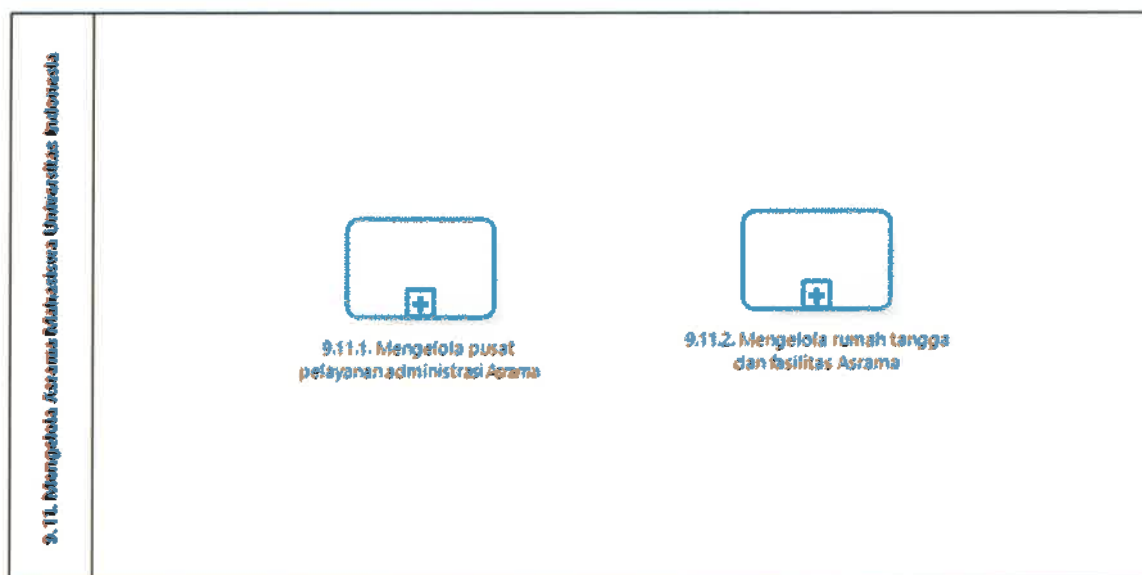 9.11. Mengelola Asrama Mahasiswa Universitas Indonesia
9.11.1. Mengelola pusat
pelayanan administrasi Asrama
9.11.2. Mengelola rumah tangga
dan fasilitas Asrama